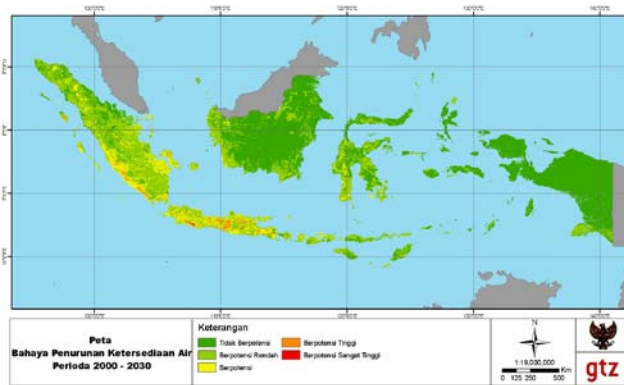 Peta
Bahaya Penurunan Ketersediaan Air
Perioda 2000 - 2030
Keterangan
Tidak Berpotensi
Berpotensi Rendah
Berpotensi
Berpotensi Tinggi
Berpotensi Sangat Tinggi
N
1:19,000,000
0 125 250 500 Km
gtz